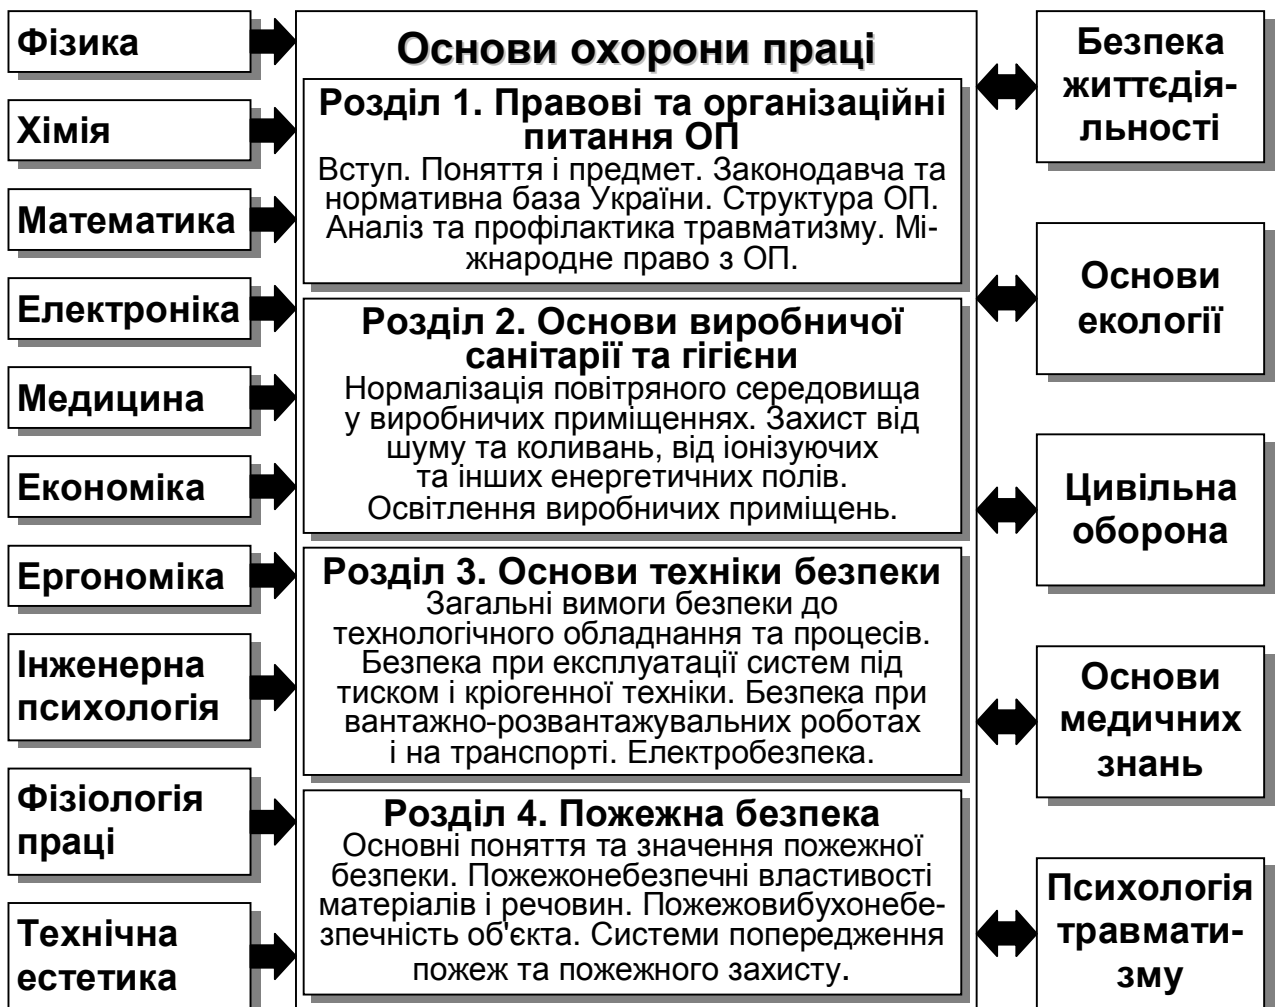 Фізика
Хімія
Математика
Електроніка
Медицина
Економіка
Ергономіка
Інженерна
психологія
Фізіологія
праці
Технічна
естетика
Основи охорони праці
Розділ 1. Правові та організаційні
питання ОП
Вступ. Поняття і предмет. Законодавча та
нормативна база України. Структура ОП.
Аналіз та профілактика травматизму. Мі-
жнародне право з ОП.
Розділ 2. Основи виробничої
санітарії та гігієни
Нормалізація повітряного середовища
у виробничих приміщеннях. Захист від
шуму та коливань, від іонізуючих
та інших енергетичних полів.
Освітлення виробничих приміщень.
Розділ 3. Основи техніки безпеки
Загальні вимоги безпеки до
технологічного обладнання та процесів.
Безпека при експлуатації систем під
тиском і кріогенної техніки. Безпека при
вантажно-розвантажувальних роботах
і на транспорті. Електробезпека.
Розділ 4. Пожежна безпека
Основні поняття та значення пожежної
безпеки. Пожежонебезпечні властивості
матеріалів і речовин. Пожежовибухонебе-
зпечність об'єкта. Системи попередження
пожеж та пожежного захисту.
Безпека
життєдія-
льності
Основи
екології
Цивільна
оборона
Основи
медичних
знань
Психологія
травмати-
зму